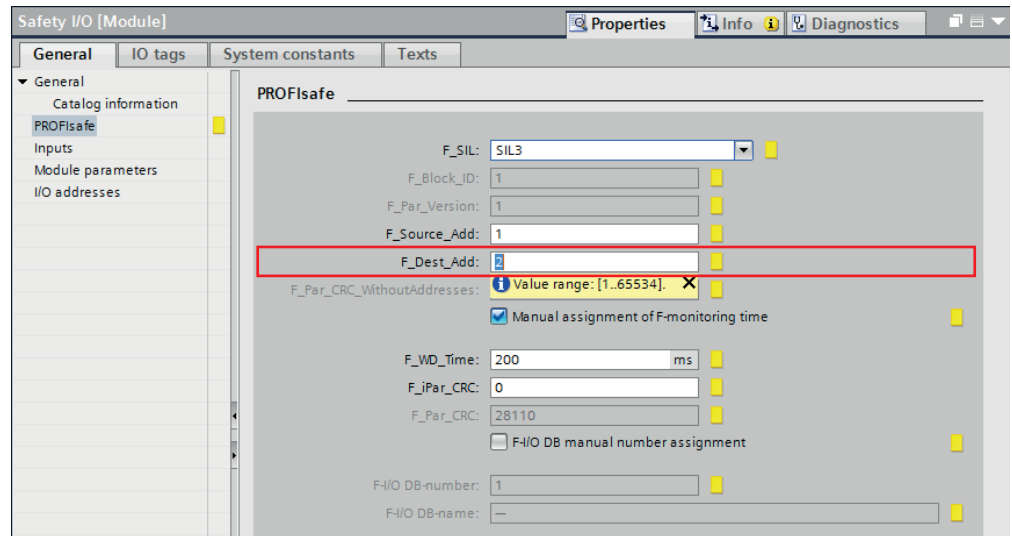 Safety I/O [Module]
Properties
Info
Diagnostics
General
IO tags
System constants
Texts
General
Catalog information
PROFIsafe
Inputs
Module parameters
I/O addresses
PROFIsafe
F_SIL: SIL3
F_Block_ID: 1
F_Par_Version: 1
F_Source_Add: 1
F_Dest_Add: 2
F_Par_CRC_WithoutAddresses:
Value range: [1..65534].
Manual assignment of F-monitoring time
F_WD_Time: 200 ms
F_iPar_CRC: 0
F_Par_CRC: 28110
F-I/O DB manual number assignment
F-I/O DB-number: 1
F-I/O DB-name: —